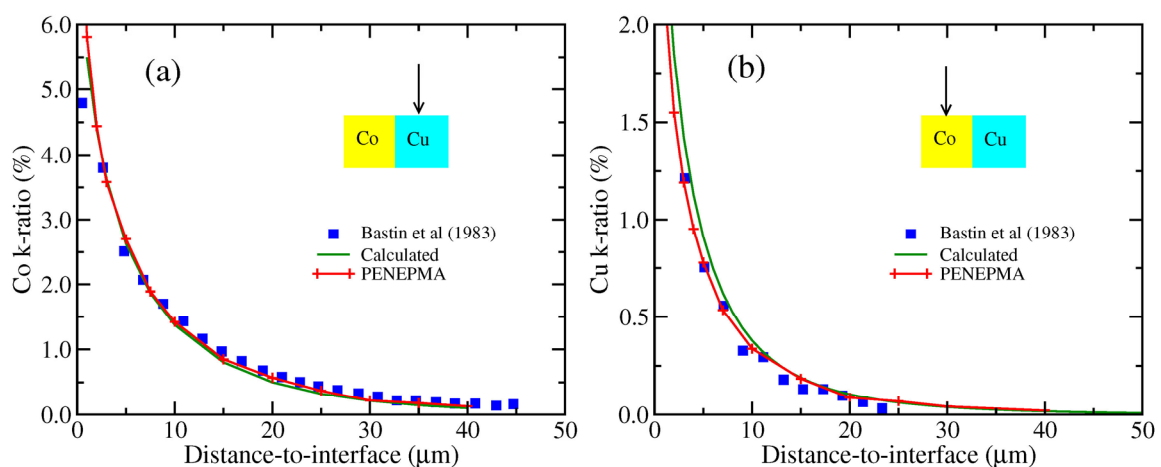 6.0
5.0
4.0
3.0
2.0
1.0
0.0
Co k-ratio (%)
(a)
Co Cu
Bastin et al (1983)
Calculated
PENEPMA
0 10 20 30 40 50
Distance-to-interface (μm)
2.0
1.5
1.0
0.5
0.0
Cu k-ratio (%)
(b)
Co Cu
Bastin et al (1983)
Calculated
PENEPMA
0 10 20 30 40 50
Distance-to-interface (μm)